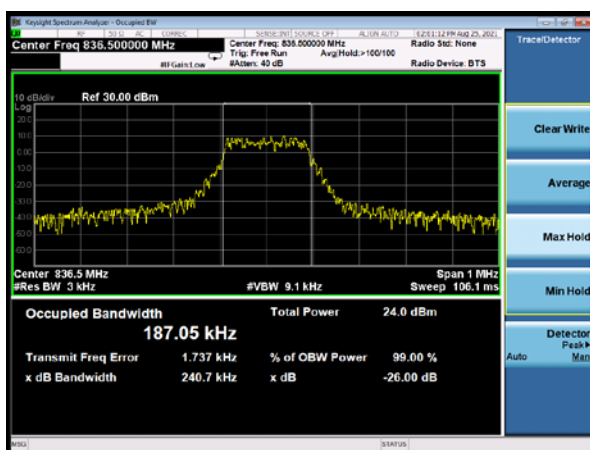 Keysight Spectrum Analyzer - Occupied BW
RF 50 Ω AC CORREC SENSE:INT SOURCE OFF ALIGN AUTO 02:01:12 PM Aug 25, 2021
Center Freq 836.500000 MHz
Center Freq: 836.500000 MHz
Radio Std: None
Trig: Free Run Avg|Hold:>100/100
#IFGain:Low #Atten: 40 dB Radio Device: BTS
Trace/Detector
10 dB/div Ref 30.00 dBm
Log
20.0
10.0
0.00
-10.0
-20.0
-30.0
-40.0
-50.0
-60.0
Center 836.5 MHz Span 1 MHz
#Res BW 3 kHz #VBW 9.1 kHz Sweep 106.1 ms
Occupied Bandwidth Total Power 24.0 dBm
187.05 kHz
Transmit Freq Error 1.737 kHz % of OBW Power 99.00 %
x dB Bandwidth 240.7 kHz x dB -26.00 dB
Clear Write
Average
Max Hold
Min Hold
Detector
Peak▶
Auto Man
MSG STATUS